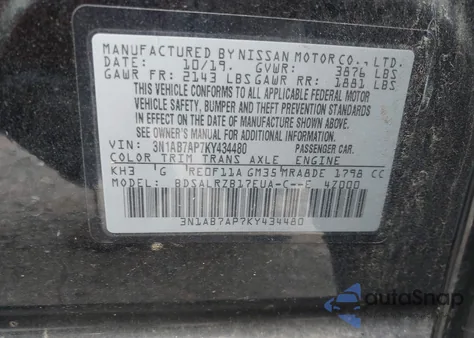 MANUFACTURED BY NISSAN MOTOR CO., LTD.
DATE: 10/19. GVWR: 3876 LBS
GAWR FR: 2143 LBS GAWR RR: 1881 LBS
THIS VEHICLE CONFORMS TO ALL APPLICABLE FEDERAL MOTOR
VEHICLE SAFETY, BUMPER AND THEFT PREVENTION STANDARDS
IN EFFECT ON THE DATE OF MANUFACTURE SHOWN ABOVE.
SEE OWNER'S MANUAL FOR ADDITIONAL INFORMATION.
VIN: 3N1AB7AP7KY434480 PASSENGER CAR.
COLOR TRIM TRANS AXLE ENGINE
KH3 G RE0F11A GM35 MRA8DE 1798 CC
MODEL: BDSALRZB17EUA-C--E 47000
3N1AB7AP7KY434480
autoSnap